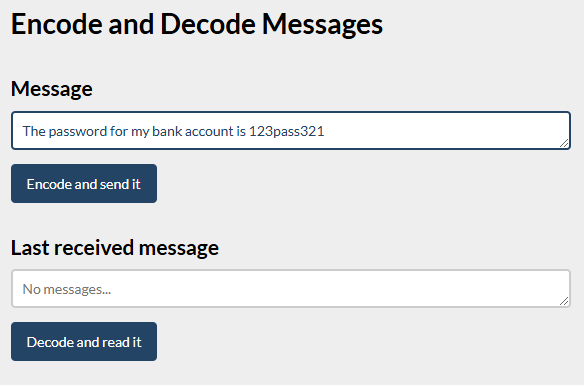 Encode and Decode Messages
Message
The password for my bank account is 123pass321
Encode and send it
Last received message
No messages...
Decode and read it